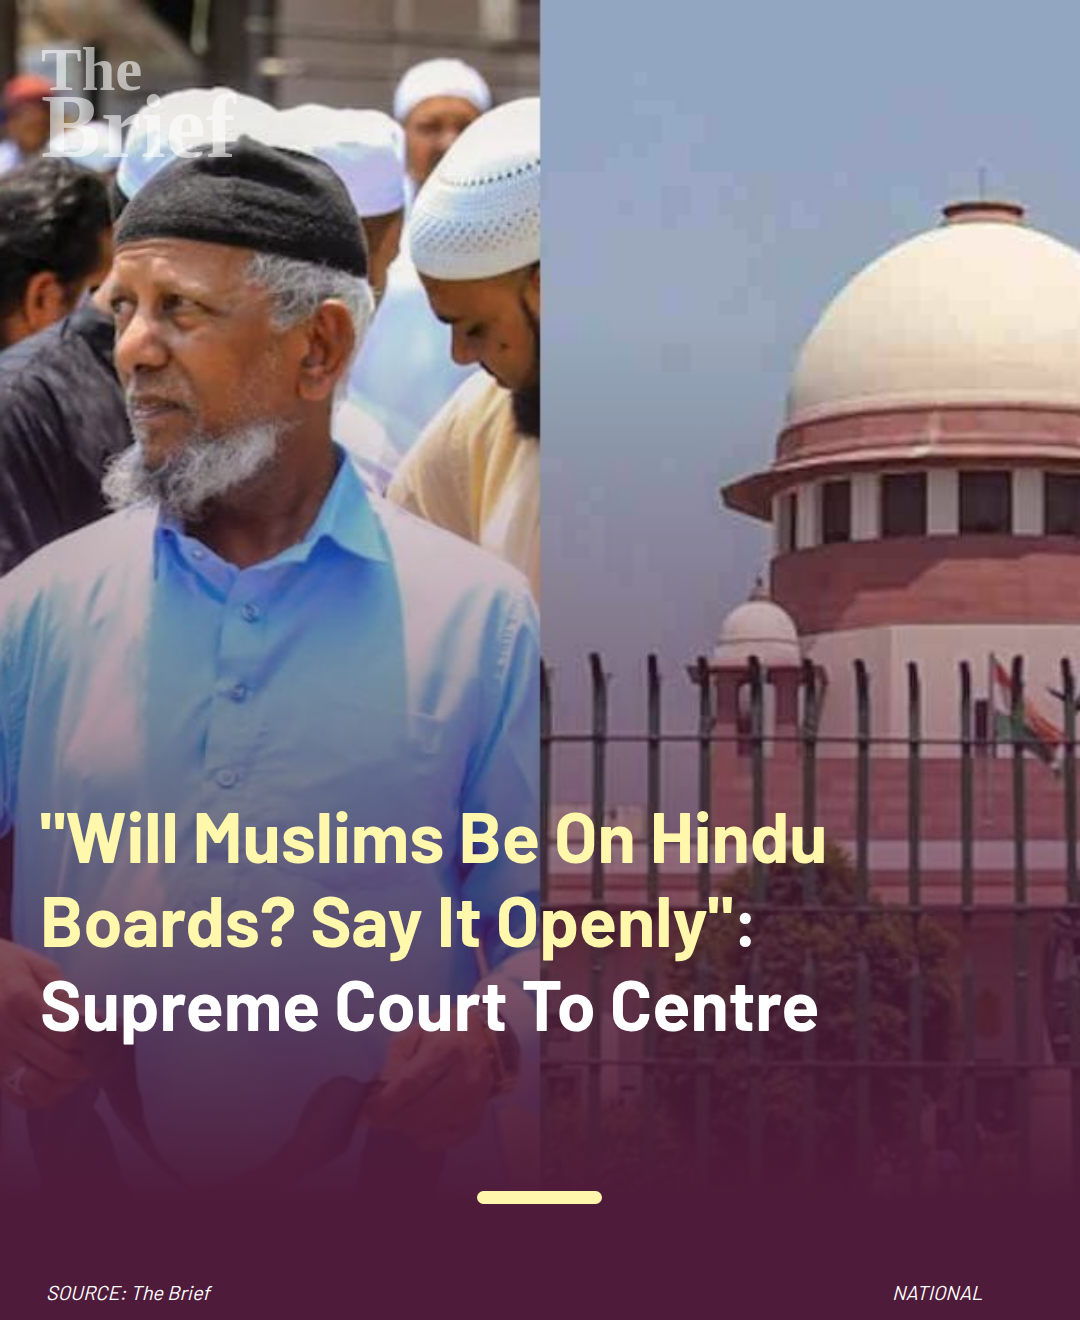 The
Brief
"Will Muslims Be On Hindu
Boards? Say It Openly":
Supreme Court To Centre
SOURCE: The Brief
NATIONAL